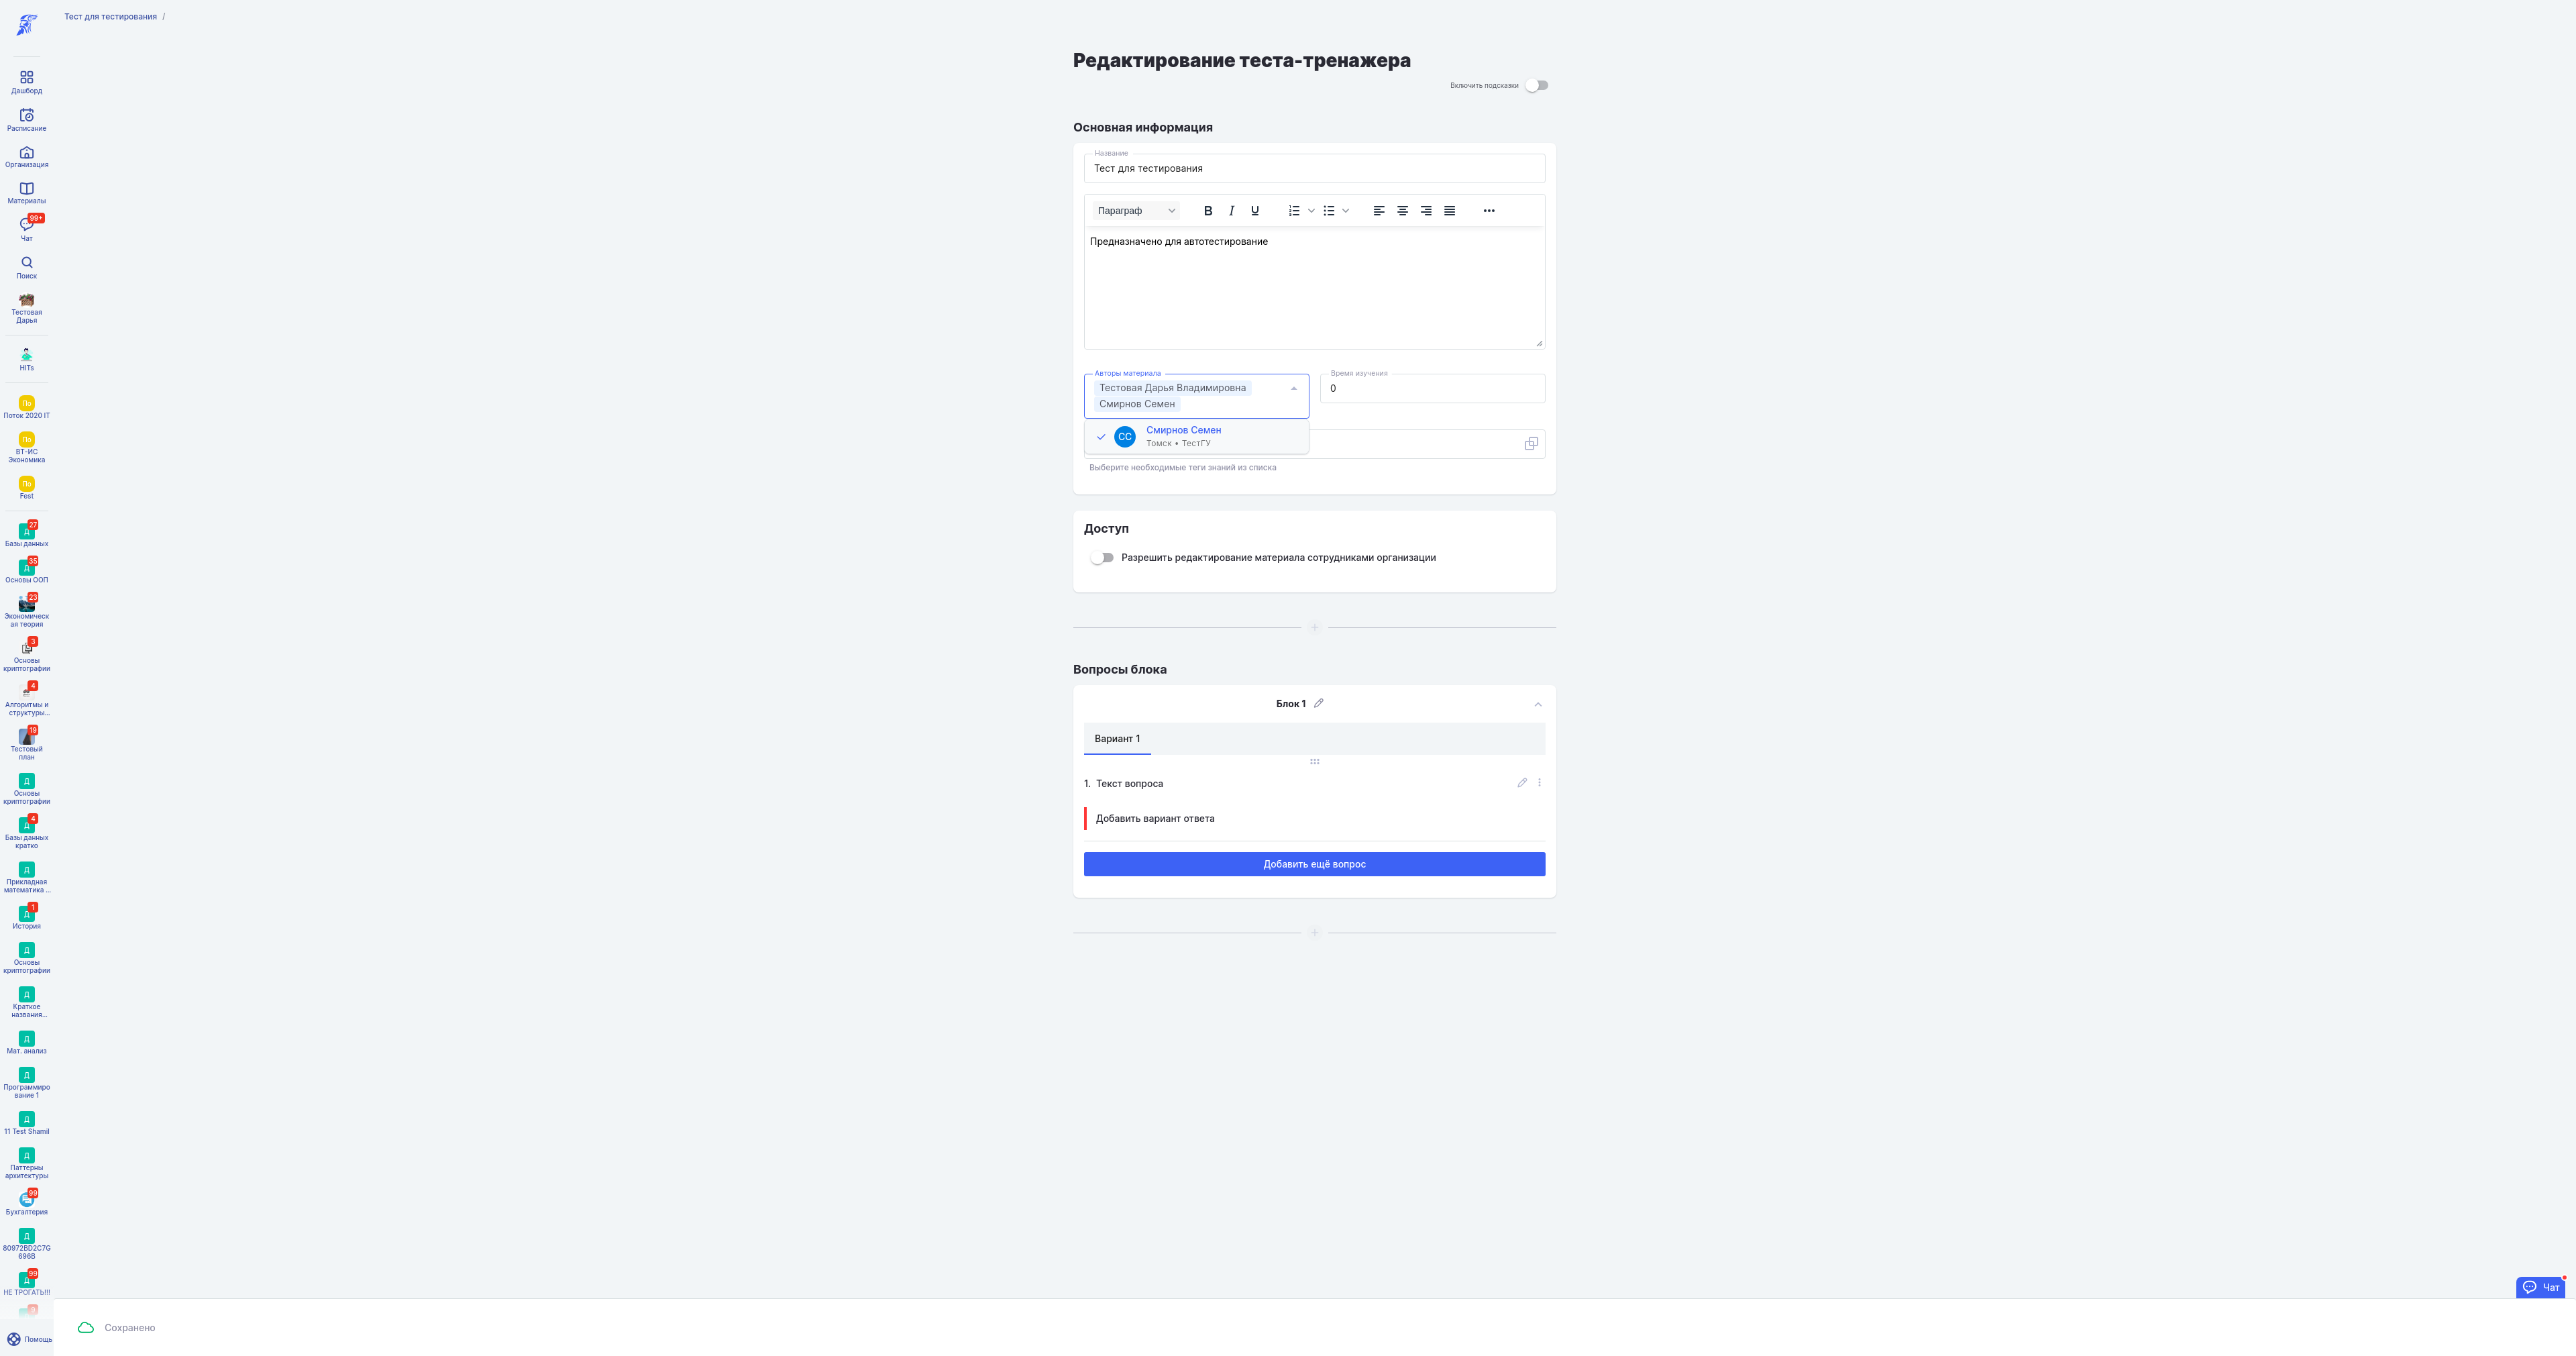 Тест для тестирования /
Дашборд
Расписание
Организация
Материалы
99+
Чат
Поиск
Тестовая
Дарья
HITs
По
Поток 2020 IT
По
ВТ-ИС
Экономика
По
Fest
27
Д
Базы данных
35
Д
Основы ООП
23
Экономическ
ая теория
3
Основы
криптографии
4
Алгоритмы и
структуры...
19
Тестовый
план
Д
Основы
криптографии
4
Д
Базы данных
кратко
Д
Прикладная
математика ...
1
Д
История
Д
Основы
криптографии
Д
Краткое
названия...
Д
Мат. анализ
Д
Программиро
вание 1
Д
11 Test Shamil
Д
Паттерны
архитектуры
99
Бухгалтерия
Д
80972BD2C7G
696B
99
Д
НЕ ТРОГАТЬ!!!
Помощь
Редактирование теста-тренажера
Включить подсказки
Основная информация
Название
Тест для тестирования
Параграф
Предназначено для автотестирование
Авторы материала
Тестовая Дарья Владимировна
Смирнов Семен
Время изучения
0
СС
Смирнов Семен
Томск • ТестГУ
Выберите необходимые теги знаний из списка
Доступ
Разрешить редактирование материала сотрудниками организации
Вопросы блока
Блок 1
Вариант 1
1. Текст вопроса
Добавить вариант ответа
Добавить ещё вопрос
Чат
Сохранено